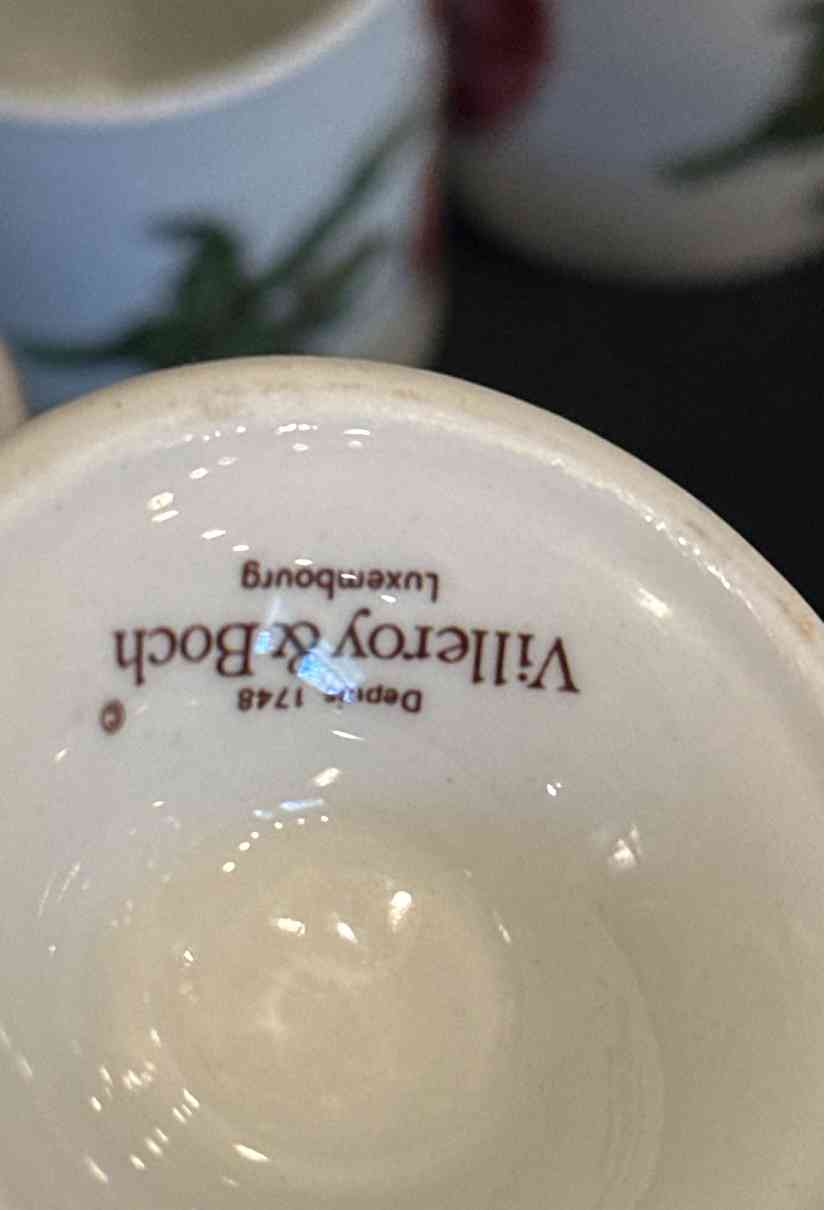 Depuis 1748
Villeroy & Boch ©
Luxembourg